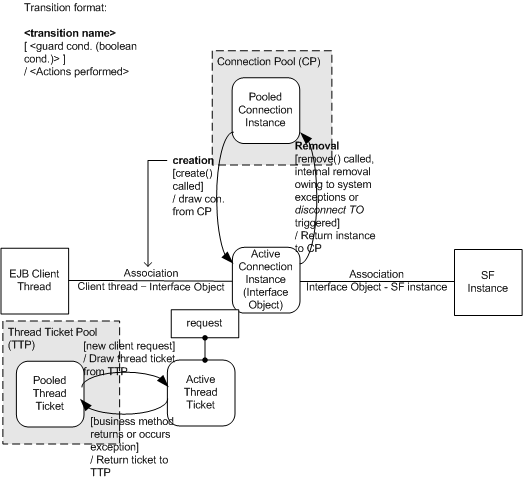 Transition format:
<transition name>
[ <guard cond. (boolean
cond.)> ]
/ <Actions performed>
Connection Pool (CP)
Pooled
Connection
Instance
creation
[create()
called]
/ draw con.
from CP
Removal
[remove() called,
internal removal
owing to system
exceptions or
disconnect TO
triggered]
/ Return instance
to CP
EJB Client
Thread
Association
Client thread – Interface Object
Active
Connection
Instance
(Interface
Object)
Association
Interface Object - SF instance
SF
Instance
request
Thread Ticket Pool
(TTP)
[new client request]
/ Draw thread ticket
from TTP
Pooled
Thread
Ticket
Active
Thread
Ticket
[business method
returns or occurs
exception]
/ Return ticket to
TTP